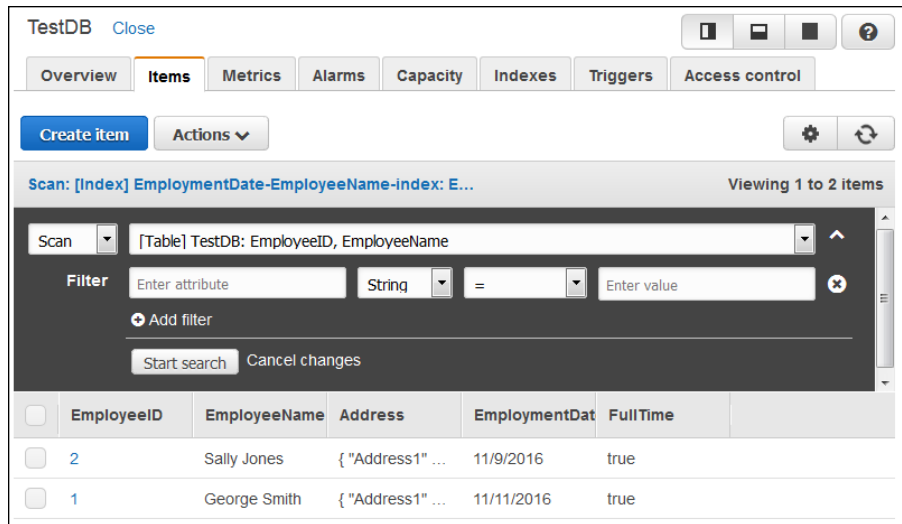 TestDB Close
Overview Items Metrics Alarms Capacity Indexes Triggers Access control
Create item Actions
Scan: [Index] EmploymentDate-EmployeeName-index: E... Viewing 1 to 2 items
Scan [Table] TestDB: EmployeeID, EmployeeName
Filter Enter attribute String = Enter value
Add filter
Start search Cancel changes
EmployeeID EmployeeName Address EmploymentDat FullTime
2 Sally Jones { "Address1" ... 11/9/2016 true
1 George Smith { "Address1" ... 11/11/2016 true